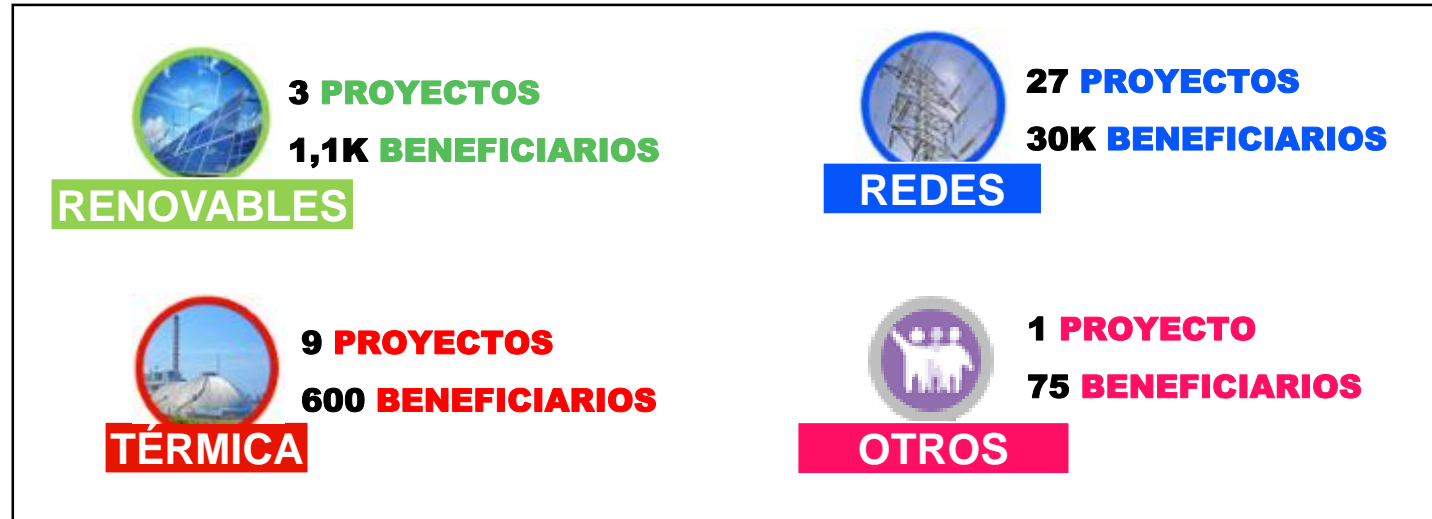 3 PROYECTOS
1,1K BENEFICIARIOS
RENOVABLES
27 PROYECTOS
30K BENEFICIARIOS
REDES
9 PROYECTOS
600 BENEFICIARIOS
TÉRMICA
1 PROYECTO
75 BENEFICIARIOS
OTROS